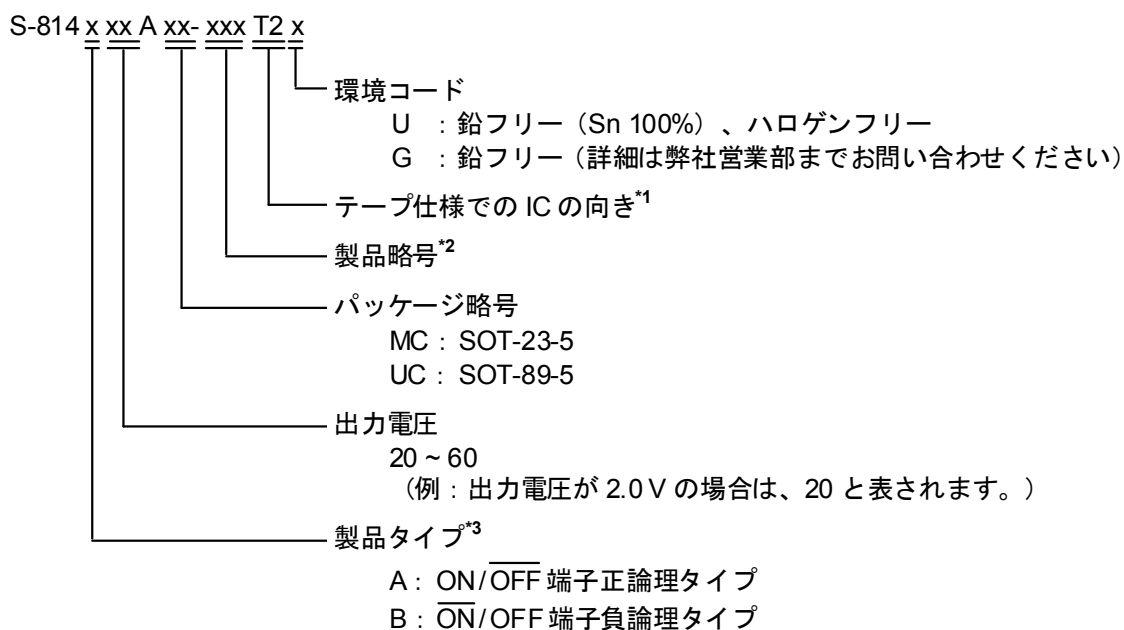 S-814 x xx A xx- xxx T2 x
環境コード
U ：鉛フリー（Sn 100%）、ハロゲンフリー
G ：鉛フリー（詳細は弊社営業部までお問い合わせください）
テープ仕様での IC の向き*1
製品略号*2
パッケージ略号
MC：SOT-23-5
UC：SOT-89-5
出力電圧
20 ~ 60
（例：出力電圧が 2.0 V の場合は、20 と表されます。）
製品タイプ*3
A：ON/O̅F̅F̅ 端子正論理タイプ
B：O̅N̅/OFF 端子負論理タイプ